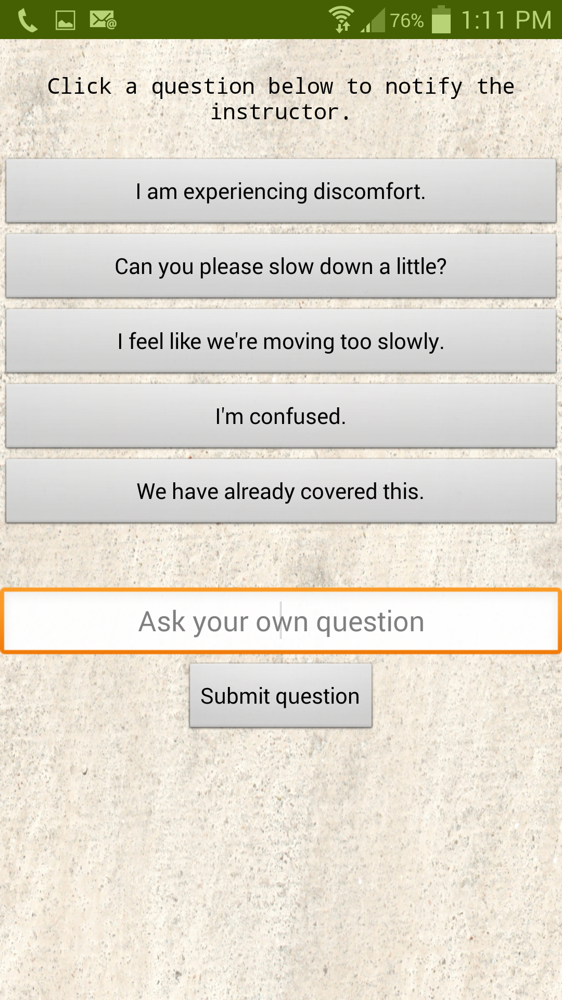 76% 1:11 PM
Click a question below to notify the
instructor.
I am experiencing discomfort.
Can you please slow down a little?
I feel like we're moving too slowly.
I'm confused.
We have already covered this.
Ask your own question
Submit question